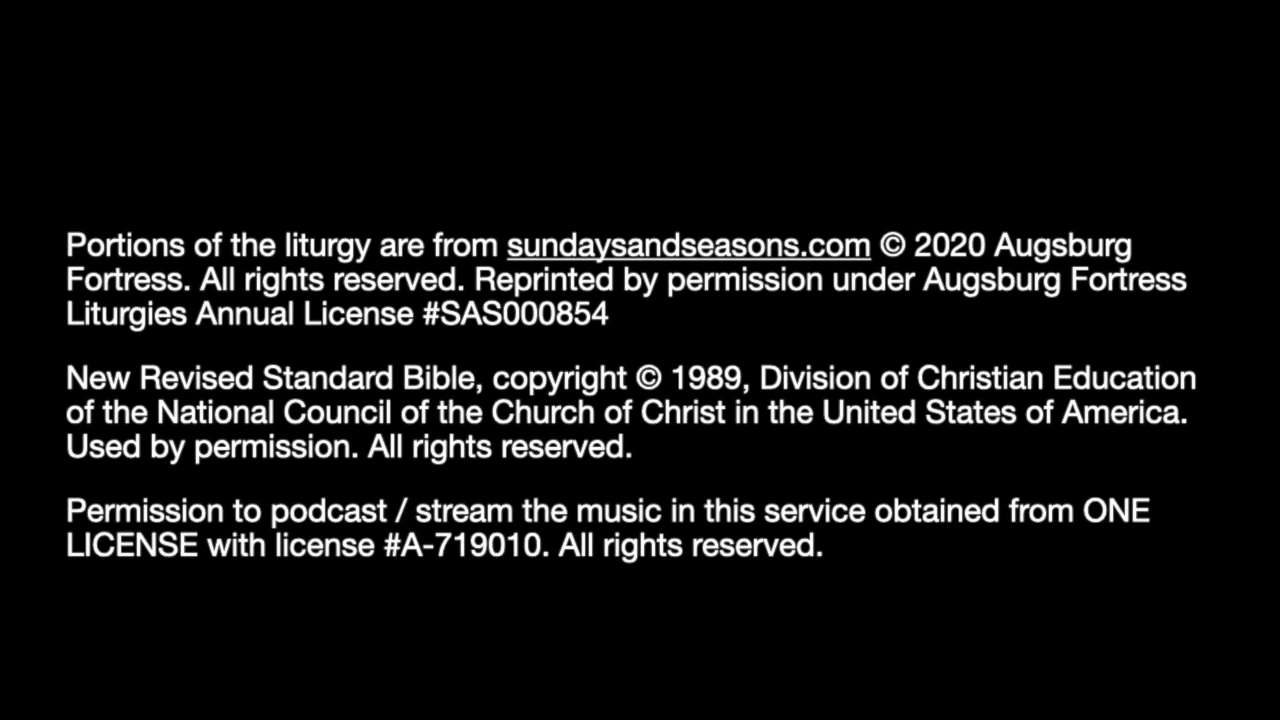 Portions of the liturgy are from sundaysandseasons.com © 2020 Augsburg
Fortress. All rights reserved. Reprinted by permission under Augsburg Fortress
Liturgies Annual License #SAS000854
New Revised Standard Bible, copyright © 1989, Division of Christian Education
of the National Council of the Church of Christ in the United States of America.
Used by permission. All rights reserved.
Permission to podcast / stream the music in this service obtained from ONE
LICENSE with license #A-719010. All rights reserved.